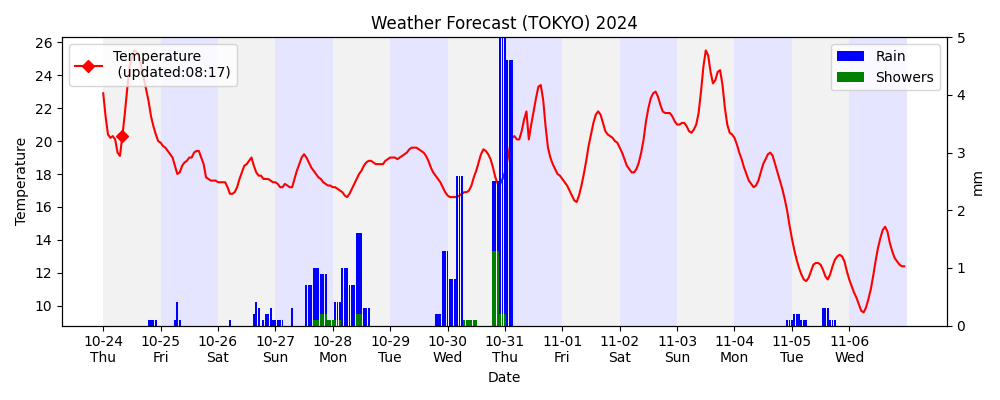 Weather Forecast (TOKYO) 2024
Temperature
(updated:08:17)
Rain
Showers
Temperature
26
24
22
20
18
16
14
12
10
5
4
3
2
1
0
mm
10-24 10-25 10-26 10-27 10-28 10-29 10-30 10-31 11-01 11-02 11-03 11-04 11-05 11-06
Thu Fri Sat Sun Mon Tue Wed Thu Fri Sat Sun Mon Tue Wed
Date